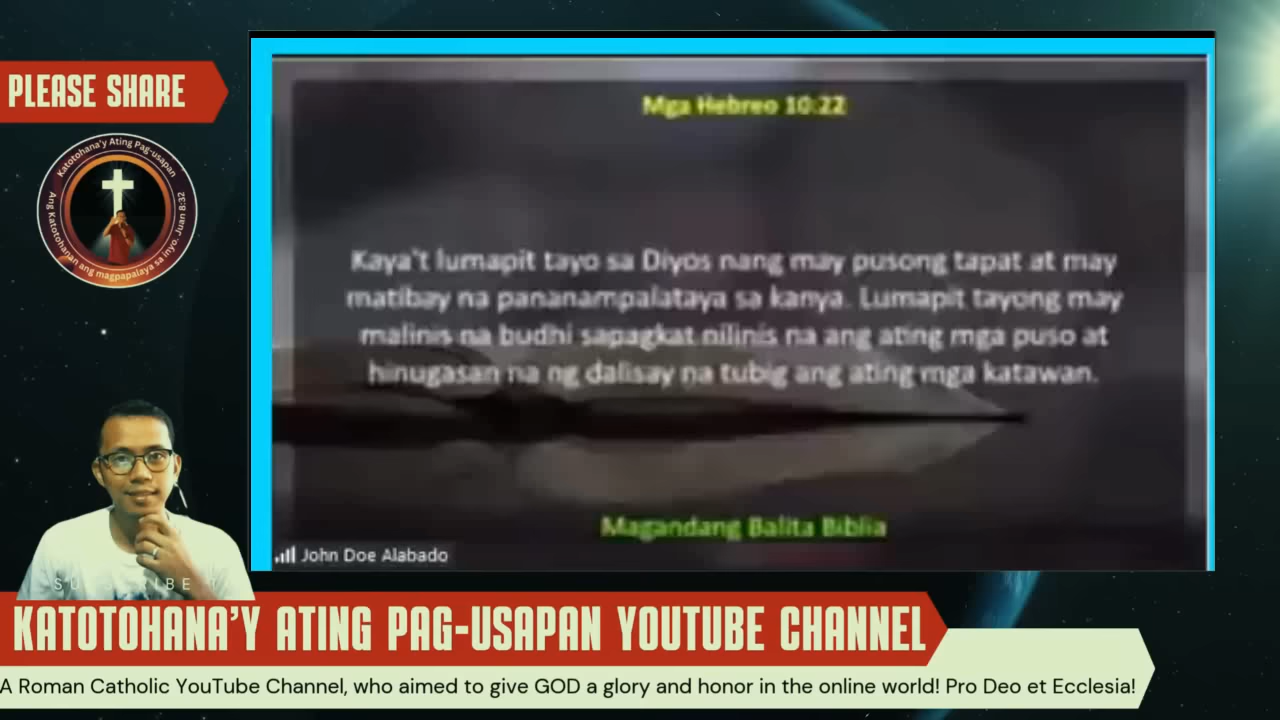 PLEASE SHARE
Katotohana'y Ating Pag-usapan
Ang Katotohanan ang magpapalaya sa inyo. Juan 8:32
Mga Hebreo 10:22
Kaya't lumapit tayo sa Diyos nang may pusong tapat at may
matibay na pananampalataya sa kanya. Lumapit tayong may
malinis na budhi sapagkat nilinis na ang ating mga puso at
hinugasan na ng dalisay na tubig ang ating mga katawan.
Magandang Balita Biblia
John Doe Alabado
KATOTOHANA'Y ATING PAG-USAPAN YOUTUBE CHANNEL
A Roman Catholic YouTube Channel, who aimed to give GOD a glory and honor in the online world! Pro Deo et Ecclesia!